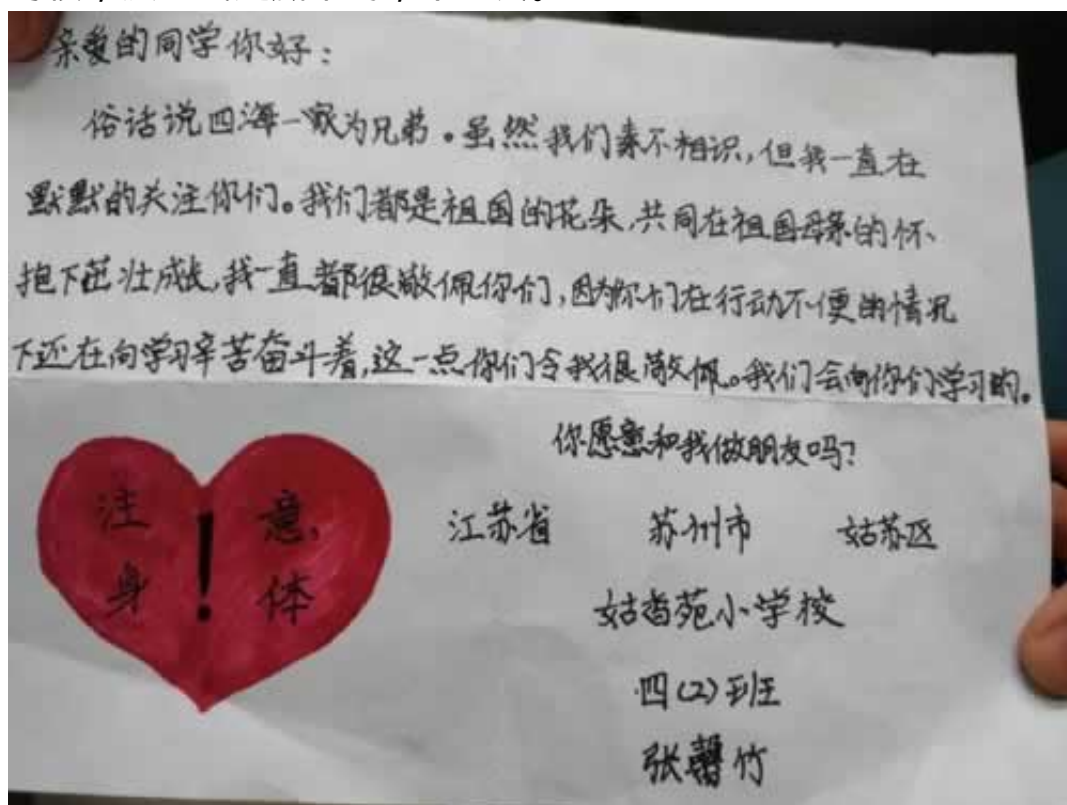 亲爱的同学你好：
俗话说四海一家为兄弟。虽然我们素不相识，但我一直在
默默的关注你们。我们都是祖国的花朵，共同在祖国母亲的怀
抱下茁壮成长，我一直都很敬佩你们，因为你们在行动不便的情况
下还在向学习辛苦奋斗着，这一点你们令我很敬佩。我们会向你们学习的。
你愿意和我做朋友吗？
注意！
身体
江苏省 苏州市 姑苏区
姑香苑小学校
四(2)班
张馨竹